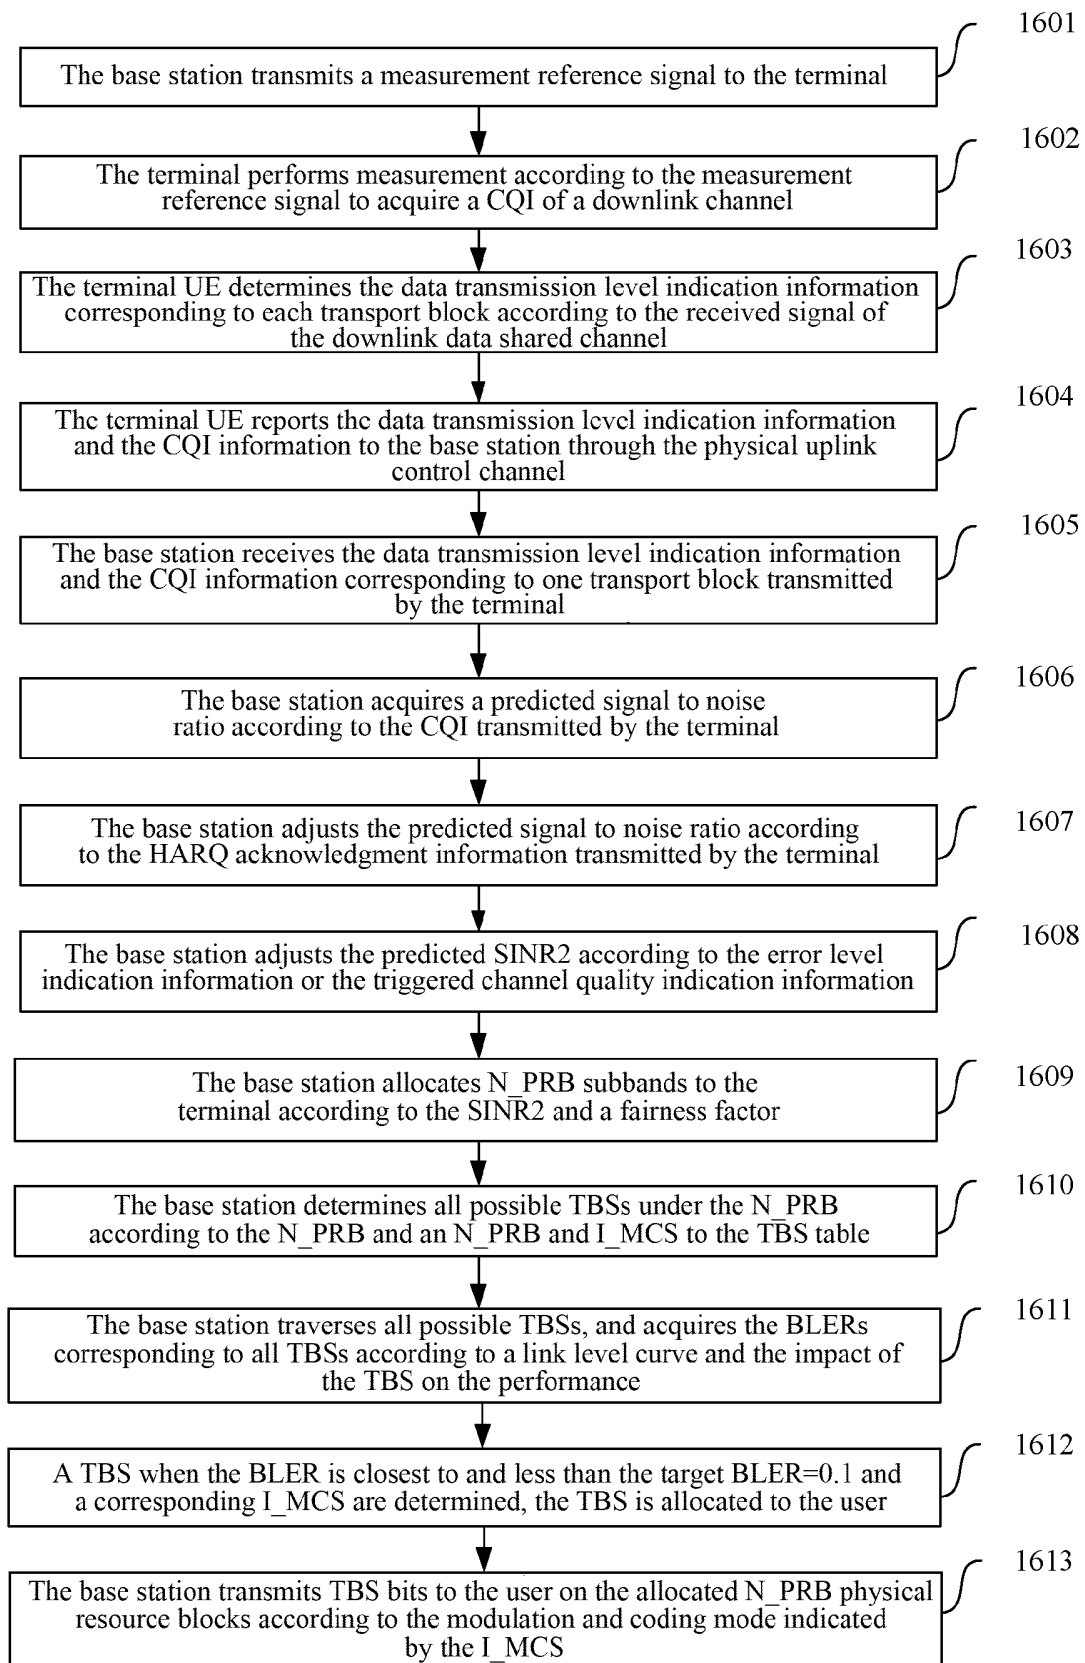 1601
The base station transmits a measurement reference signal to the terminal
1602
The terminal performs measurement according to the measurement
reference signal to acquire a CQI of a downlink channel
1603
The terminal UE determines the data transmission level indication information
corresponding to each transport block according to the received signal of
the downlink data shared channel
1604
The terminal UE reports the data transmission level indication information
and the CQI information to the base station through the physical uplink
control channel
1605
The base station receives the data transmission level indication information
and the CQI information corresponding to one transport block transmitted
by the terminal
1606
The base station acquires a predicted signal to noise
ratio according to the CQI transmitted by the terminal
1607
The base station adjusts the predicted signal to noise ratio according
to the HARQ acknowledgment information transmitted by the terminal
1608
The base station adjusts the predicted SINR2 according to the error level
indication information or the triggered channel quality indication information
1609
The base station allocates N_PRB subbands to the
terminal according to the SINR2 and a fairness factor
1610
The base station determines all possible TBSs under the N_PRB
according to the N_PRB and an N_PRB and I_MCS to the TBS table
1611
The base station traverses all possible TBSs, and acquires the BLERs
corresponding to all TBSs according to a link level curve and the impact of
the TBS on the performance
1612
A TBS when the BLER is closest to and less than the target BLER=0.1 and
a corresponding I_MCS are determined, the TBS is allocated to the user
1613
The base station transmits TBS bits to the user on the allocated N_PRB physical
resource blocks according to the modulation and coding mode indicated
by the I_MCS